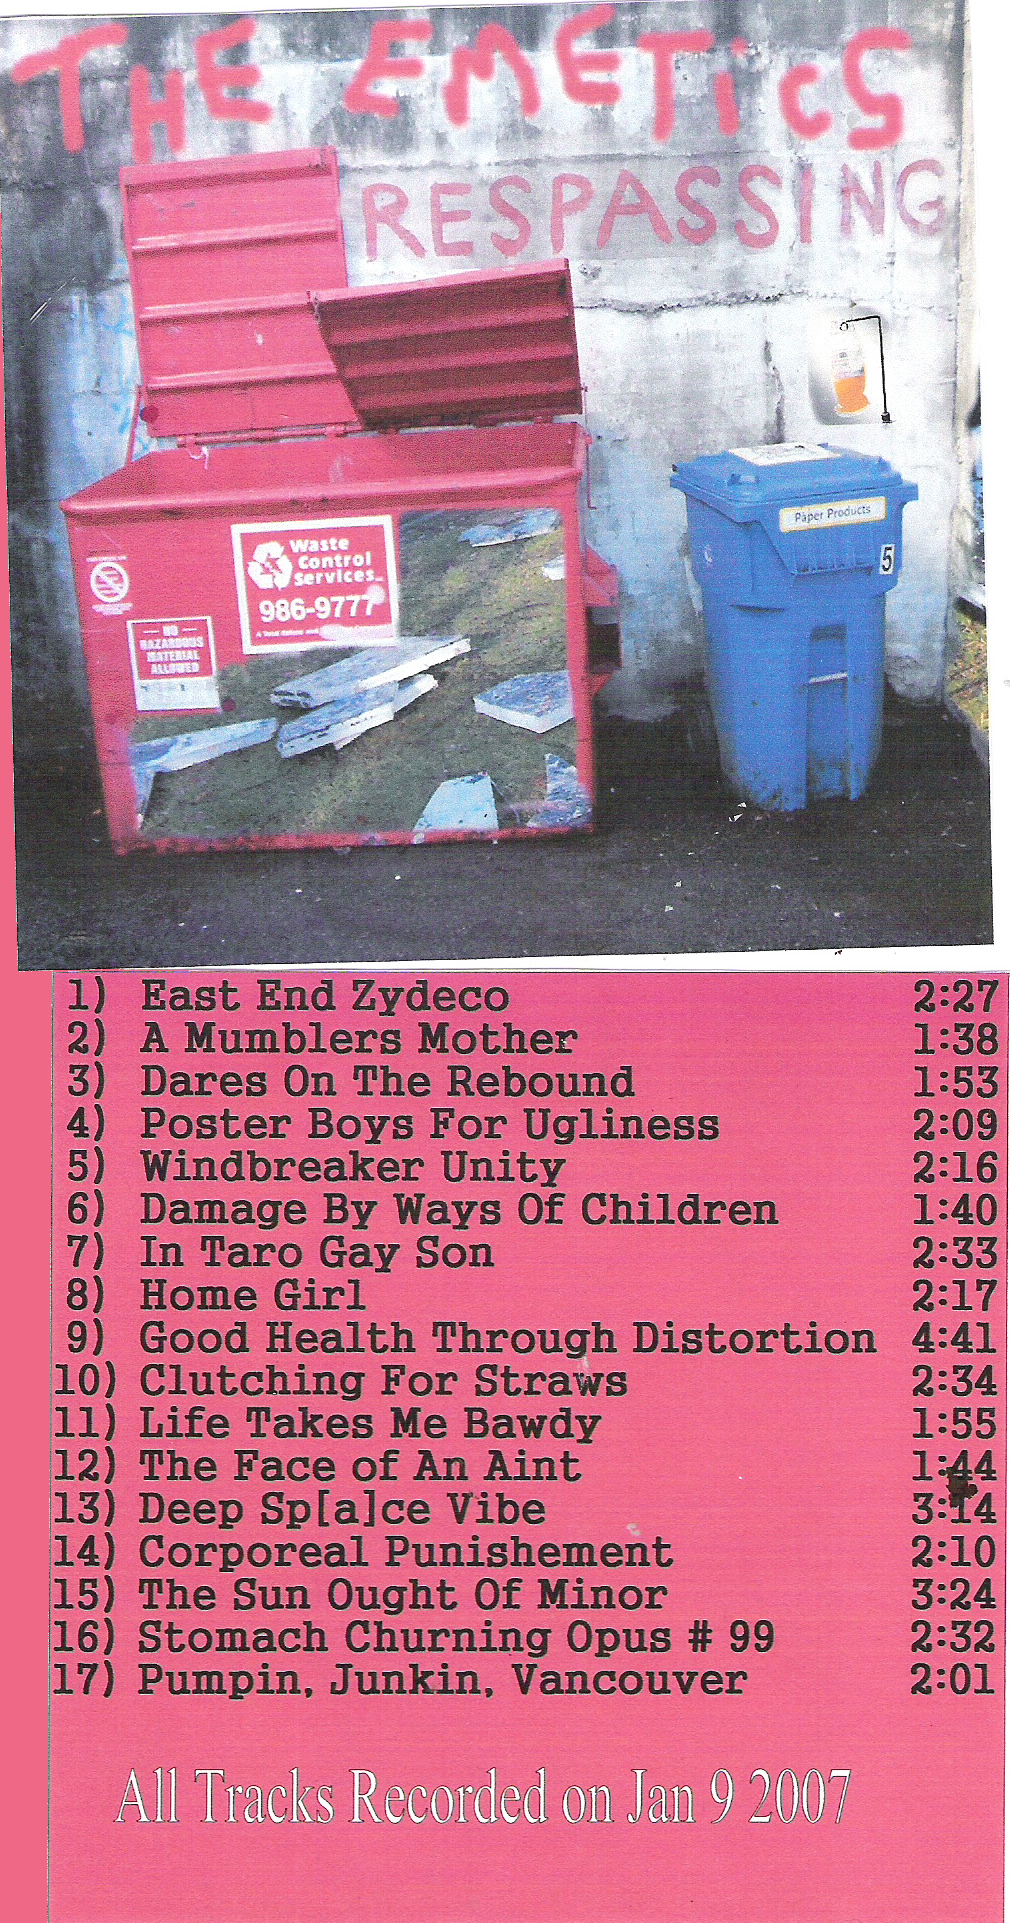 THE EMETiCS
RESPASSING
Paper Products
5
Waste
Control
Services
986-9777
NO
HAZARDOUS
MATERIAL
ALLOWED
1) East End Zydeco 2:27
2) A Mumblers Mother 1:38
3) Dares On The Rebound 1:53
4) Poster Boys For Ugliness 2:09
5) Windbreaker Unity 2:16
6) Damage By Ways Of Children 1:40
7) In Taro Gay Son 2:33
8) Home Girl 2:17
9) Good Health Through Distortion 4:41
10) Clutching For Straws 2:34
11) Life Takes Me Bawdy 1:55
12) The Face of An Aint 1:44
13) Deep Sp[a]ce Vibe 3:14
14) Corporeal Punishement 2:10
15) The Sun Ought Of Minor 3:24
16) Stomach Churning Opus # 99 2:32
17) Pumpin, Junkin, Vancouver 2:01
All Tracks Recorded on Jan 9 2007